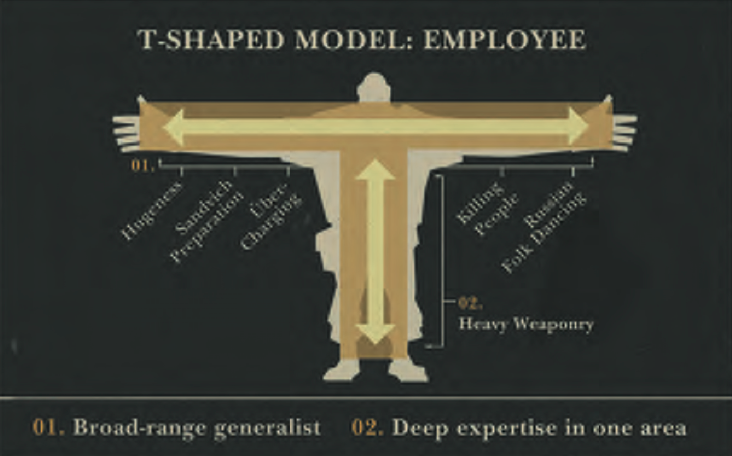 T-SHAPED MODEL: EMPLOYEE
01.
Hugeness
Sandvich
Preparation
Über-
Charging
Killing
People
Russian
Folk Dancing
02.
Heavy Weaponry
01. Broad-range generalist 02. Deep expertise in one area